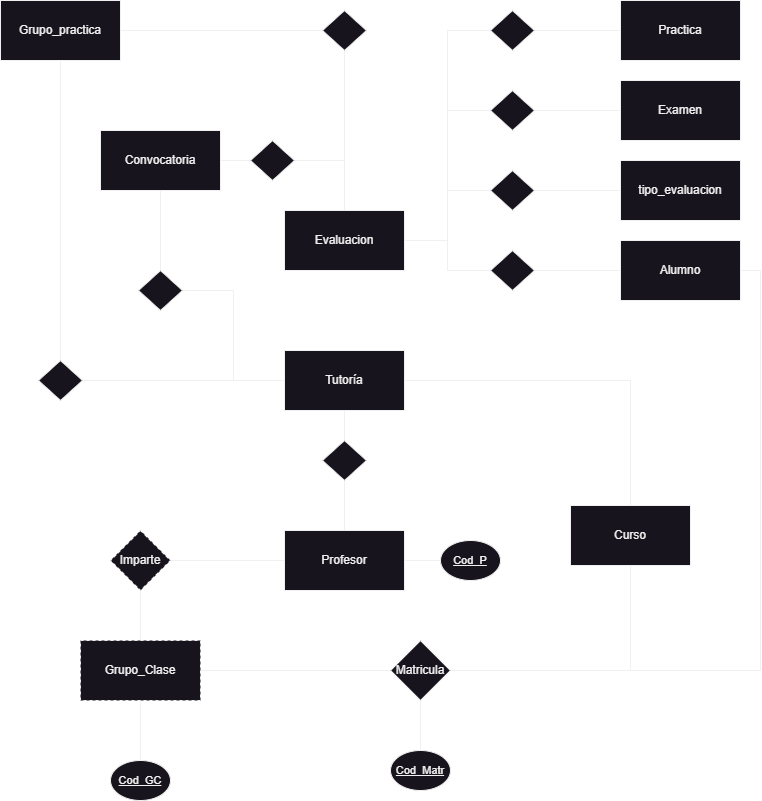 Grupo_practica
Practica
Examen
Convocatoria
tipo_evaluacion
Evaluacion
Alumno
Tutoría
Curso
Imparte
Profesor
Cod_P
Grupo_Clase
Matricula
Cod_GC
Cod_Matr